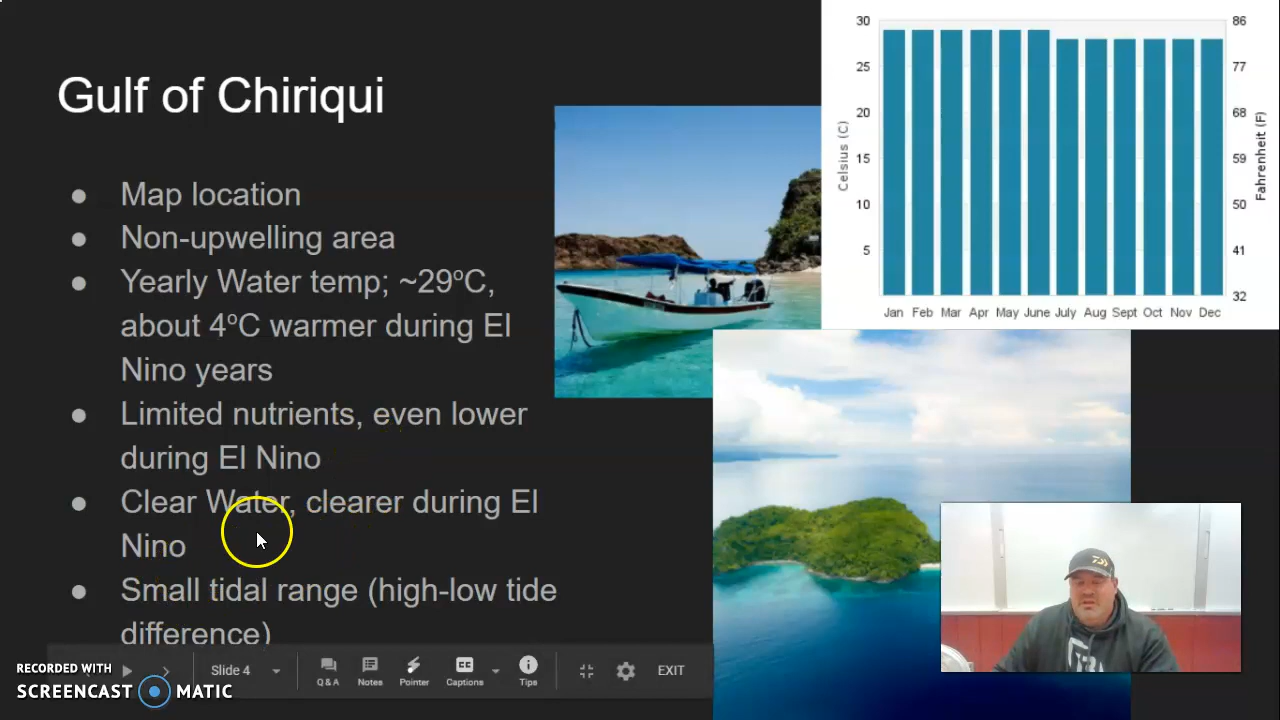 Gulf of Chiriqui
● Map location
● Non-upwelling area
● Yearly Water temp; ~29ºC,
about 4ºC warmer during El
Nino years
● Limited nutrients, even lower
during El Nino
● Clear Water, clearer during El
Nino
● Small tidal range (high-low tide
difference)
30 86
25 77
20 68
15 59
10 50
5 41
32
Celsius (C)
Fahrenheit (F)
Jan Feb Mar Apr May June July Aug Sept Oct Nov Dec
Slide 4
Q & A Notes Pointer Captions Tips
EXIT
RECORDED WITH
SCREENCAST MATIC